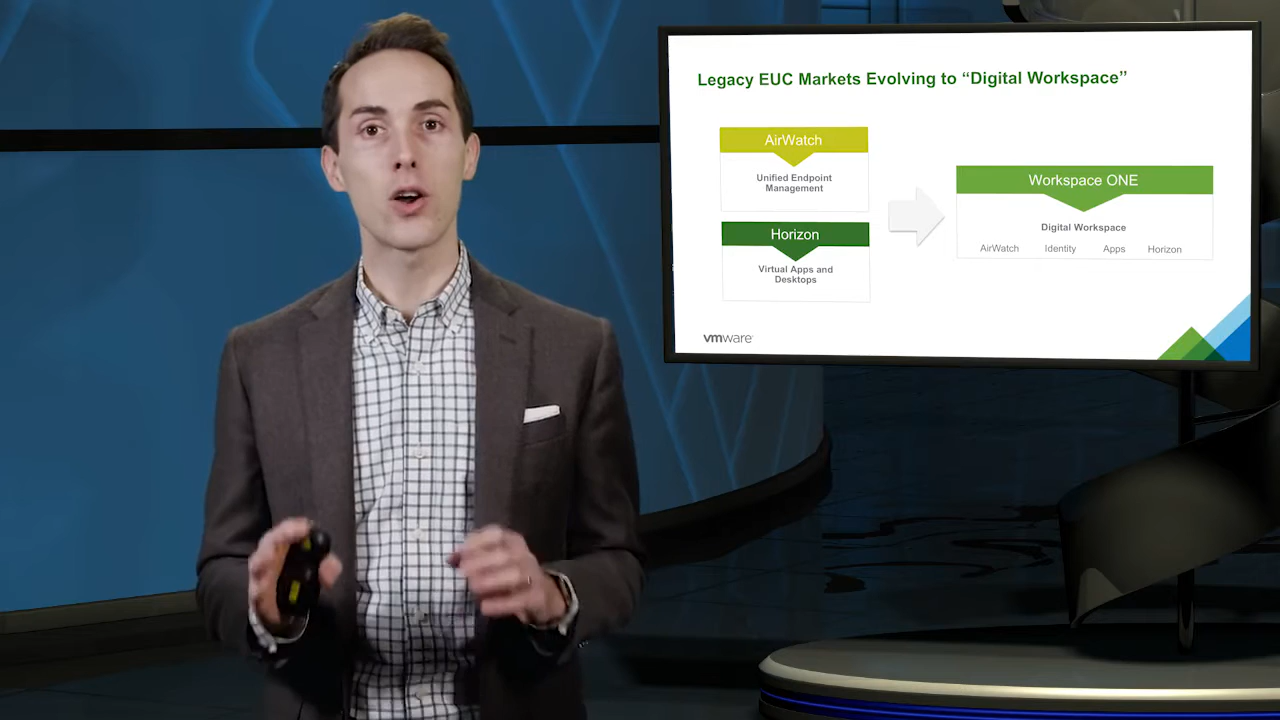 Legacy EUC Markets Evolving to “Digital Workspace”
AirWatch
Unified Endpoint
Management
Horizon
Virtual Apps and
Desktops
Workspace ONE
Digital Workspace
AirWatch Identity Apps Horizon
vmware